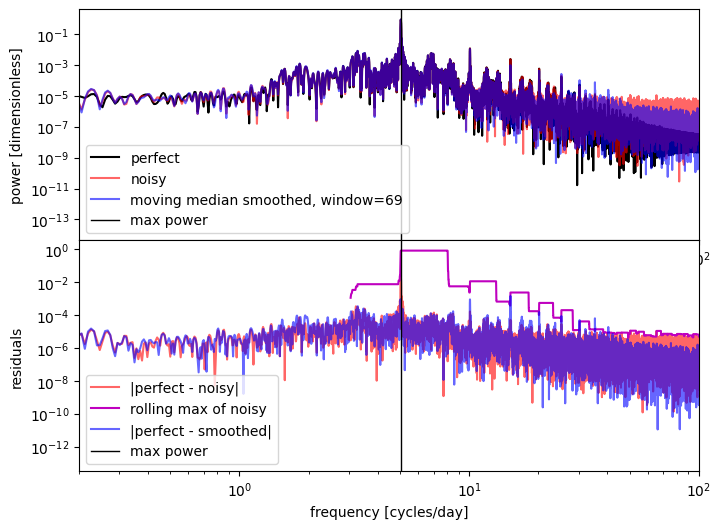 power [dimensionless]
10⁻¹
10⁻³
10⁻⁵
10⁻⁷
10⁻⁹
10⁻¹¹
10⁻¹³
perfect
noisy
moving median smoothed, window=69
max power
residuals
10⁰
10⁻²
10⁻⁴
10⁻⁶
10⁻⁸
10⁻¹⁰
10⁻¹²
|perfect - noisy|
rolling max of noisy
|perfect - smoothed|
max power
10⁰
10¹
10²
frequency [cycles/day]